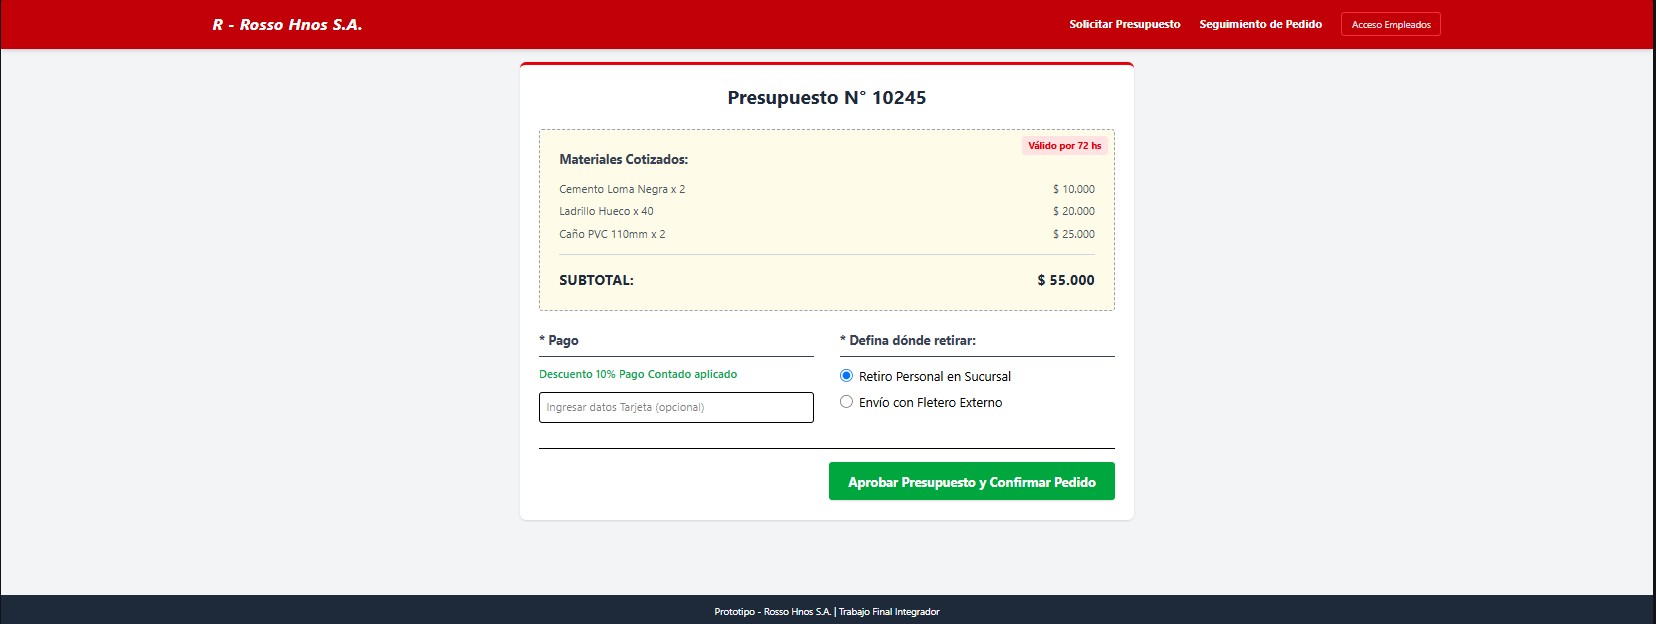 R - Rosso Hnos S.A.
Solicitar Presupuesto
Seguimiento de Pedido
Acceso Empleados
Presupuesto N° 10245
Válido por 72 hs
Materiales Cotizados:
Cemento Loma Negra x 2 $ 10.000
Ladrillo Hueco x 40 $ 20.000
Caño PVC 110mm x 2 $ 25.000
SUBTOTAL: $ 55.000
* Pago
Descuento 10% Pago Contado aplicado
Ingresar datos Tarjeta (opcional)
* Defina dónde retirar:
Retiro Personal en Sucursal
Envío con Fletero Externo
Aprobar Presupuesto y Confirmar Pedido
Prototipo - Rosso Hnos S.A. | Trabajo Final Integrador